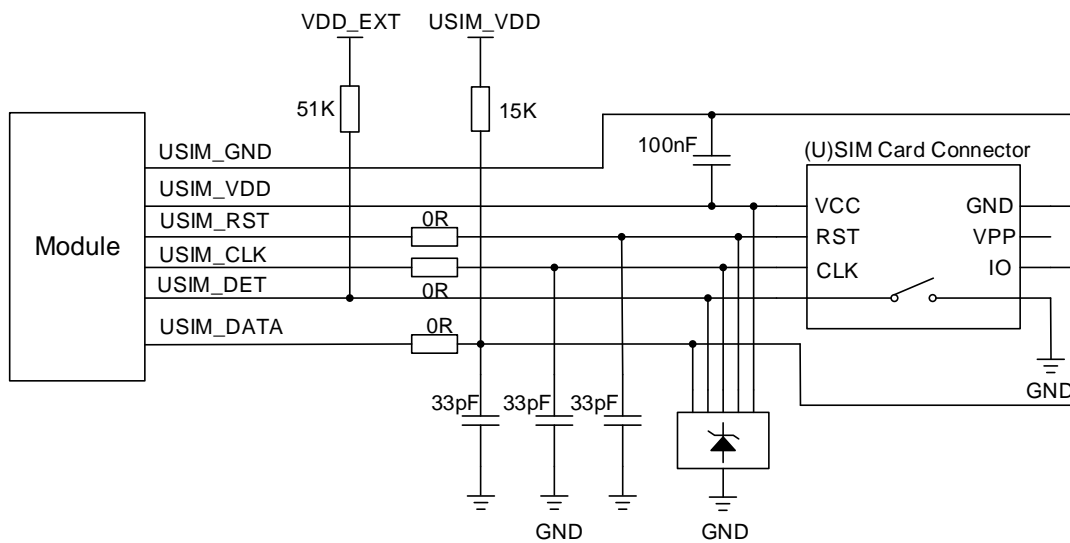 VDD_EXT USIM_VDD
51K 15K
100nF (U)SIM Card Connector
USIM_GND
USIM_VDD VCC GND
USIM_RST 0R RST VPP
Module
USIM_CLK CLK IO
USIM_DET 0R
USIM_DATA 0R
GND
33pF 33pF 33pF
GND GND